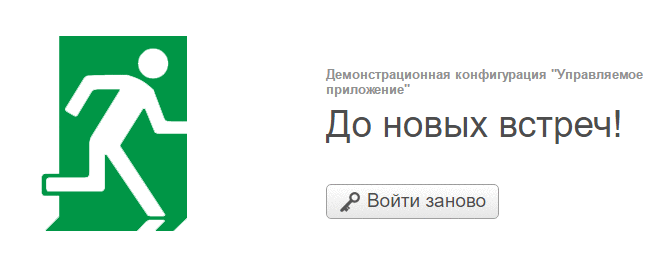 Демонстрационная конфигурация "Управляемое
приложение"
До новых встреч!
Войти заново